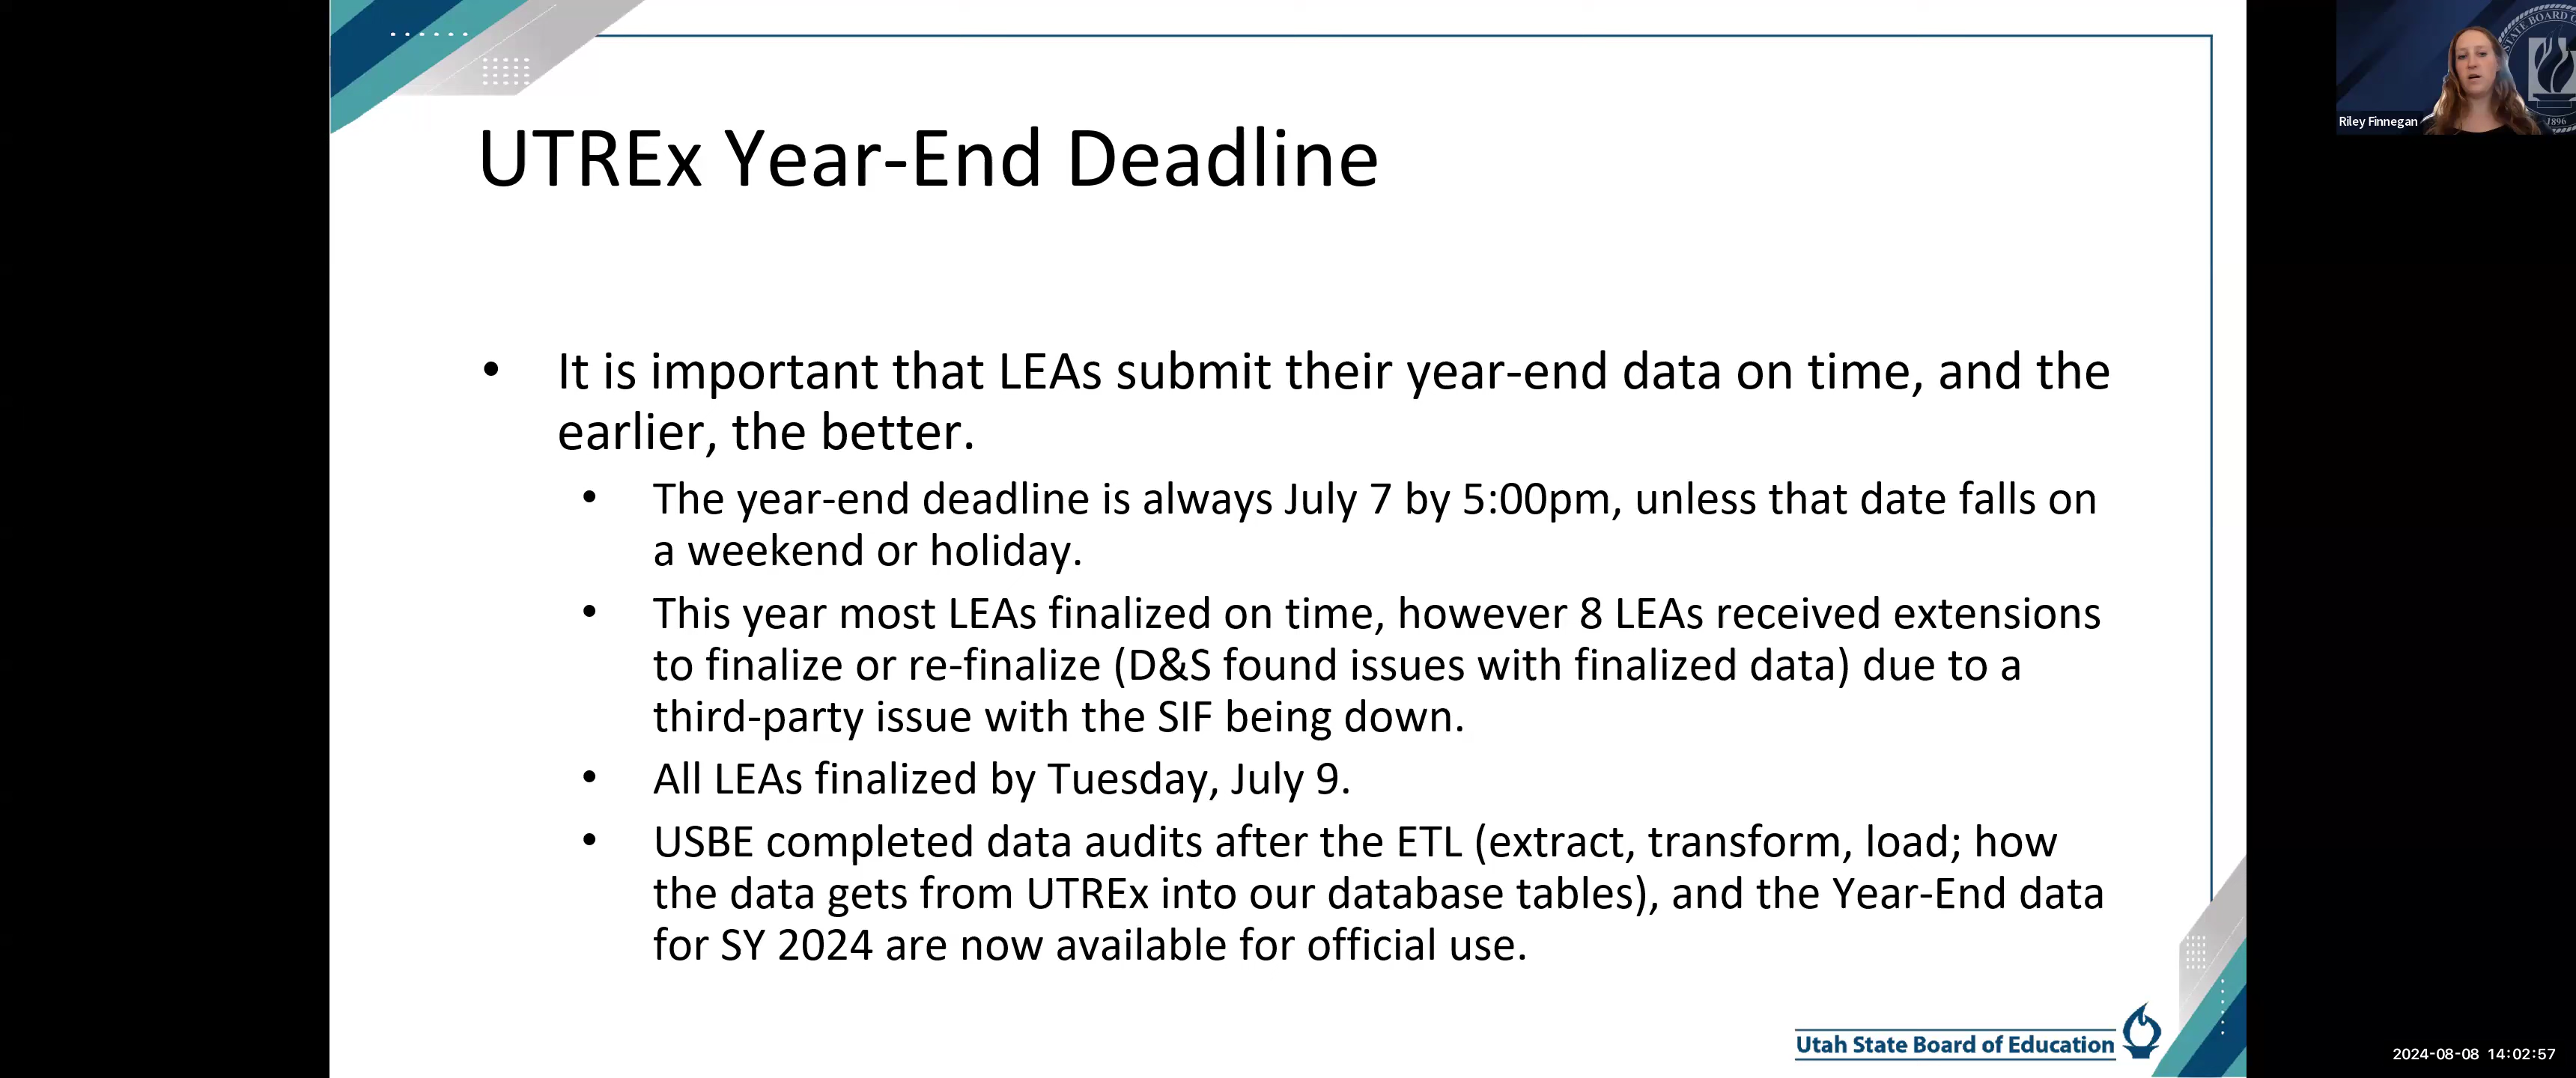 UTREx Year-End Deadline
• It is important that LEAs submit their year-end data on time, and the
earlier, the better.
• The year-end deadline is always July 7 by 5:00pm, unless that date falls on
a weekend or holiday.
• This year most LEAs finalized on time, however 8 LEAs received extensions
to finalize or re-finalize (D&S found issues with finalized data) due to a
third-party issue with the SIF being down.
• All LEAs finalized by Tuesday, July 9.
• USBE completed data audits after the ETL (extract, transform, load; how
the data gets from UTREx into our database tables), and the Year-End data
for SY 2024 are now available for official use.
Utah State Board of Education
STATE BOARD
1896
Riley Finnegan
2024-08-08 14:02:57